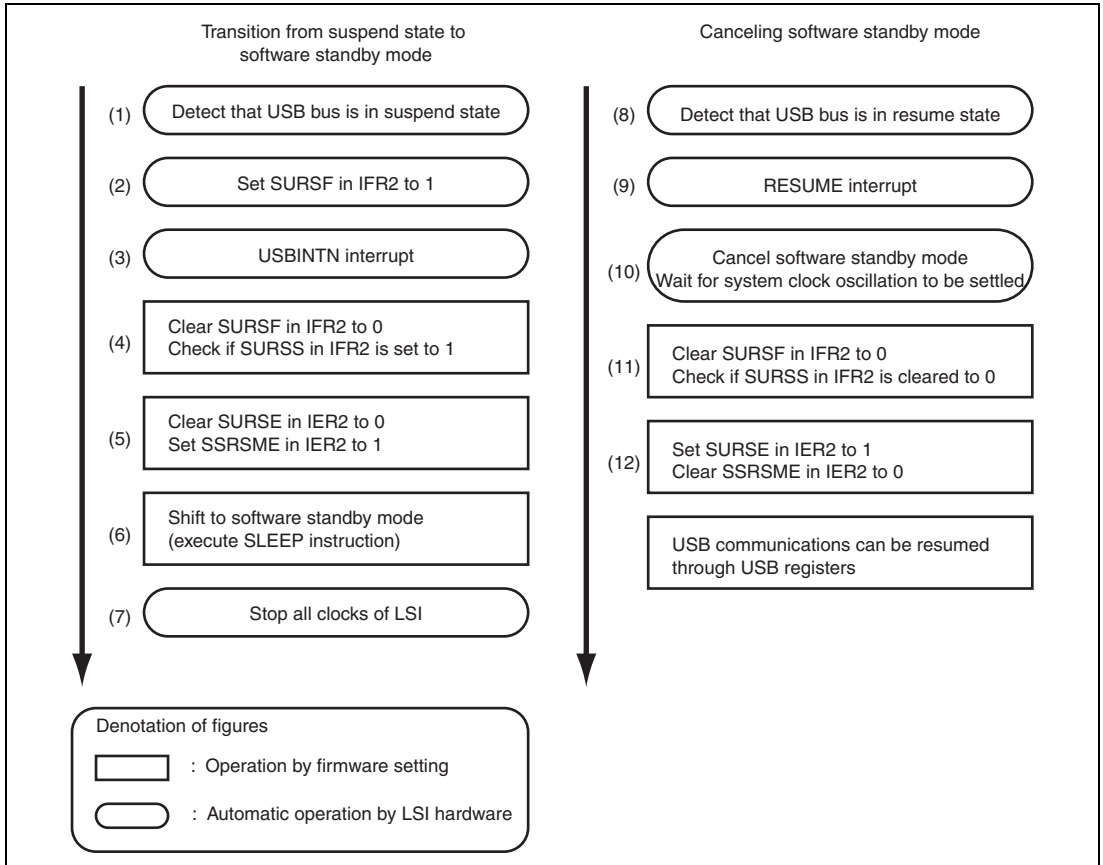 Transition from suspend state to
software standby mode
(1) Detect that USB bus is in suspend state
(2) Set SURSF in IFR2 to 1
(3) USBINTN interrupt
(4) Clear SURSF in IFR2 to 0
Check if SURSS in IFR2 is set to 1
(5) Clear SURSE in IER2 to 0
Set SSRSME in IER2 to 1
(6) Shift to software standby mode
(execute SLEEP instruction)
(7) Stop all clocks of LSI
Canceling software standby mode
(8) Detect that USB bus is in resume state
(9) RESUME interrupt
(10) Cancel software standby mode
Wait for system clock oscillation to be settled
(11) Clear SURSF in IFR2 to 0
Check if SURSS in IFR2 is cleared to 0
(12) Set SURSE in IER2 to 1
Clear SSRSME in IER2 to 0
USB communications can be resumed
through USB registers
Denotation of figures
: Operation by firmware setting
: Automatic operation by LSI hardware